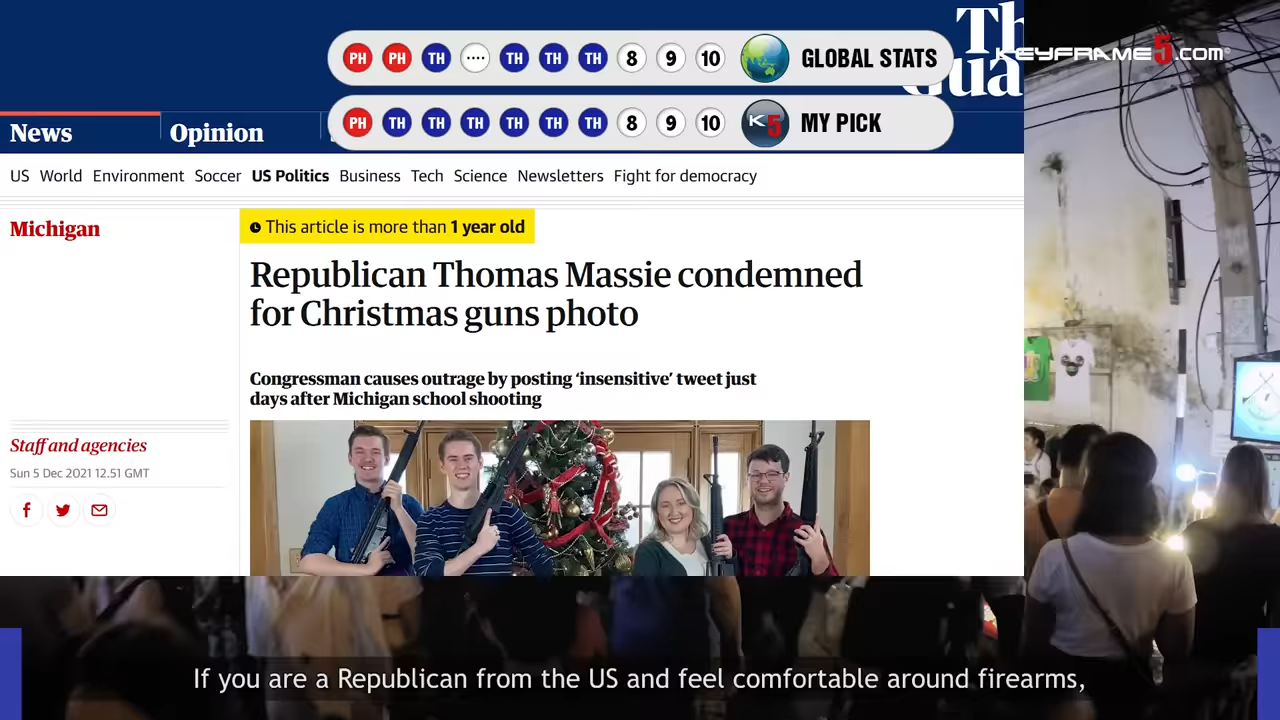 PH PH TH .... TH TH TH 8 9 10 GLOBAL STATS
PH TH TH TH TH TH TH 8 9 10 K5 MY PICK
KEYFRAME5.COM
Th
Gua
News Opinion
US World Environment Soccer US Politics Business Tech Science Newsletters Fight for democracy
Michigan
This article is more than 1 year old
Republican Thomas Massie condemned
for Christmas guns photo
Congressman causes outrage by posting ‘insensitive’ tweet just
days after Michigan school shooting
Staff and agencies
Sun 5 Dec 2021 12.51 GMT
If you are a Republican from the US and feel comfortable around firearms,